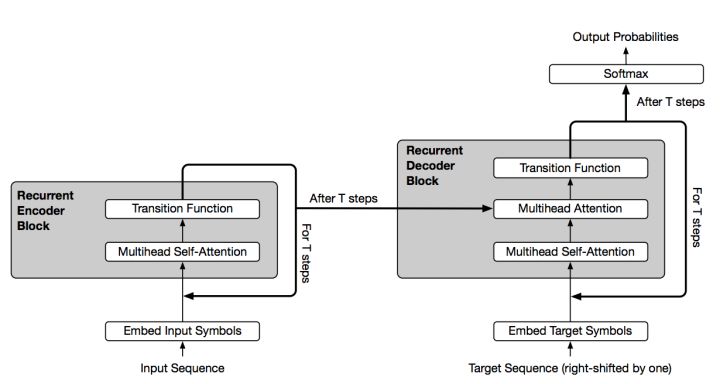 Output Probabilities
Softmax
After T steps
Recurrent
Decoder
Block
Transition Function
Multihead Attention
Multihead Self-Attention
For T steps
Embed Target Symbols
Target Sequence (right-shifted by one)
After T steps
Recurrent
Encoder
Block
Transition Function
Multihead Self-Attention
For T steps
Embed Input Symbols
Input Sequence